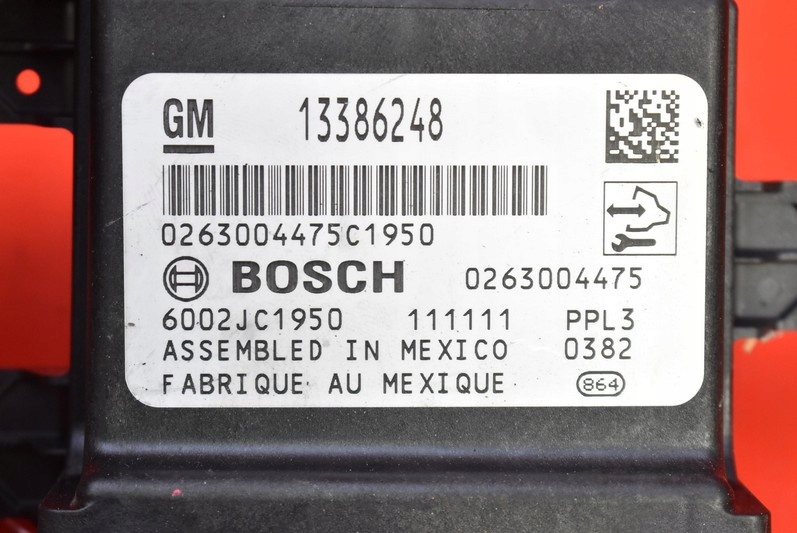 GM 13386248
0263004475C1950
BOSCH 0263004475
6002JC1950 111111 PPL3
ASSEMBLED IN MEXICO 0382
FABRIQUE AU MEXIQUE 864